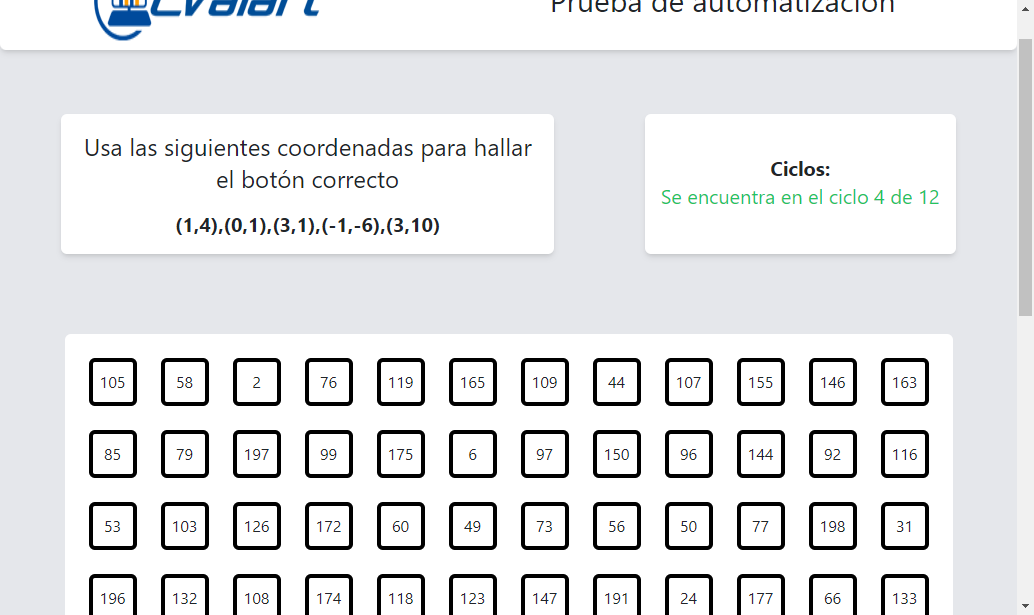 Evalart
Prueba de automatización
Usa las siguientes coordenadas para hallar
el botón correcto
(1,4),(0,1),(3,1),(-1,-6),(3,10)
Ciclos:
Se encuentra en el ciclo 4 de 12
105 58 2 76 119 165 109 44 107 155 146 163
85 79 197 99 175 6 97 150 96 144 92 116
53 103 126 172 60 49 73 56 50 77 198 31
196 132 108 174 118 123 147 191 24 177 66 133